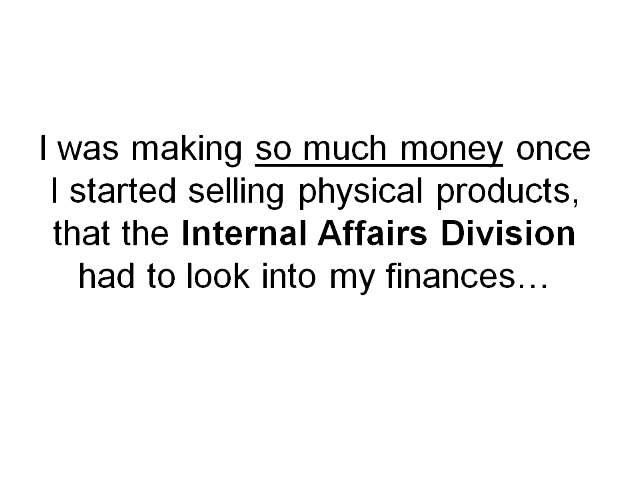 I was making so much money once
I started selling physical products,
that the Internal Affairs Division
had to look into my finances…